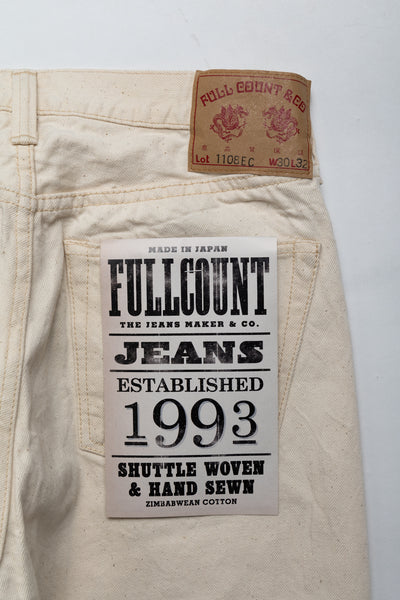 FULL COUNT & CO
Lot 1108EC W30L32
MADE IN JAPAN
FULLCOUNT
THE JEANS MAKER & CO.
JEANS
ESTABLISHED
1993
SHUTTLE WOVEN
& HAND SEWN
ZIMBABWEAN COTTON